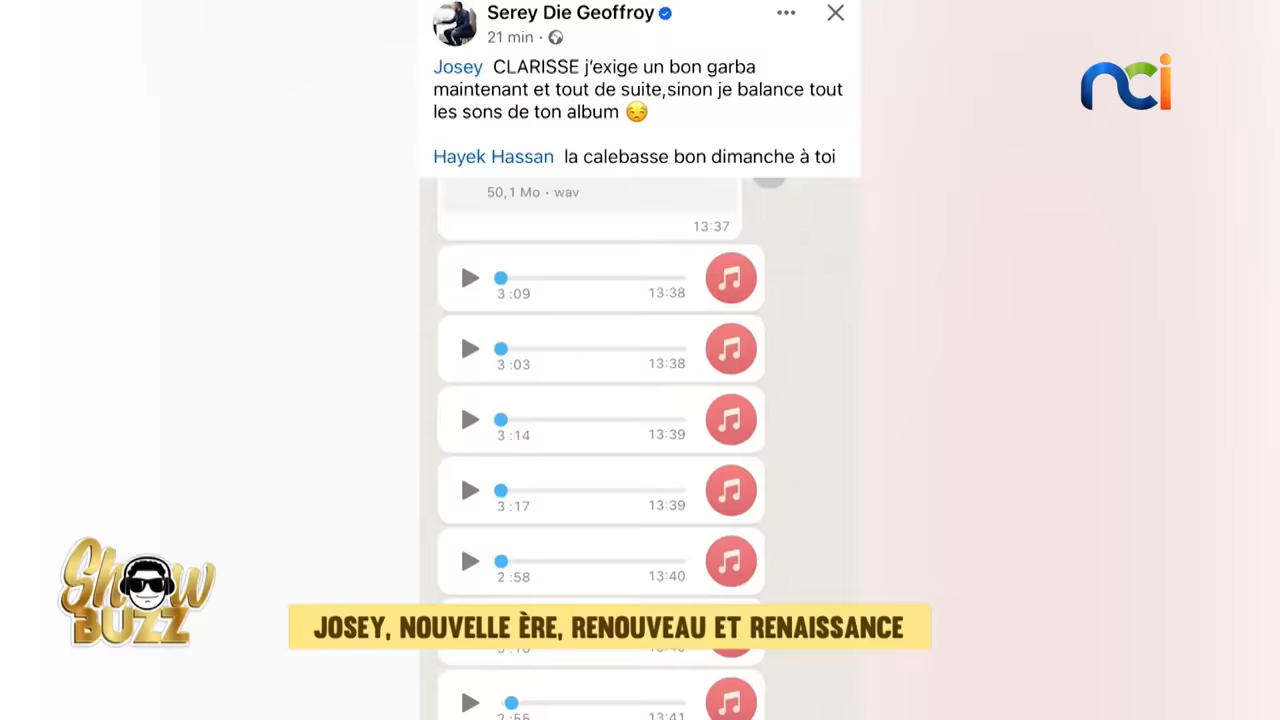 Serey Die Geoffroy
21 min ·
Josey CLARISSE j'exige un bon garba
maintenant et tout de suite,sinon je balance tout
les sons de ton album 😒
Hayek Hassan la calebasse bon dimanche à toi
nci
50,1 Mo · wav
13:37
3 :09 13:38
3 :03 13:38
3 :14 13:39
3 :17 13:39
2 :58 13:40
Show
BUZZ
JOSEY, NOUVELLE ÈRE, RENOUVEAU ET RENAISSANCE
2 :55 13:41